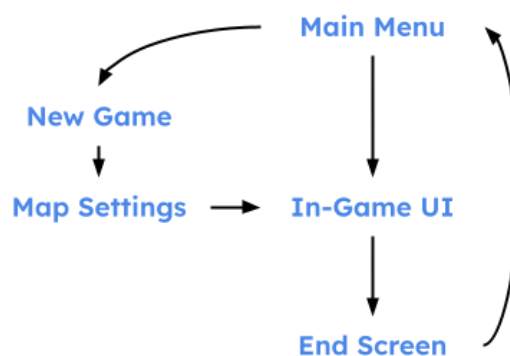 Main Menu
New Game
Map Settings
In-Game UI
End Screen